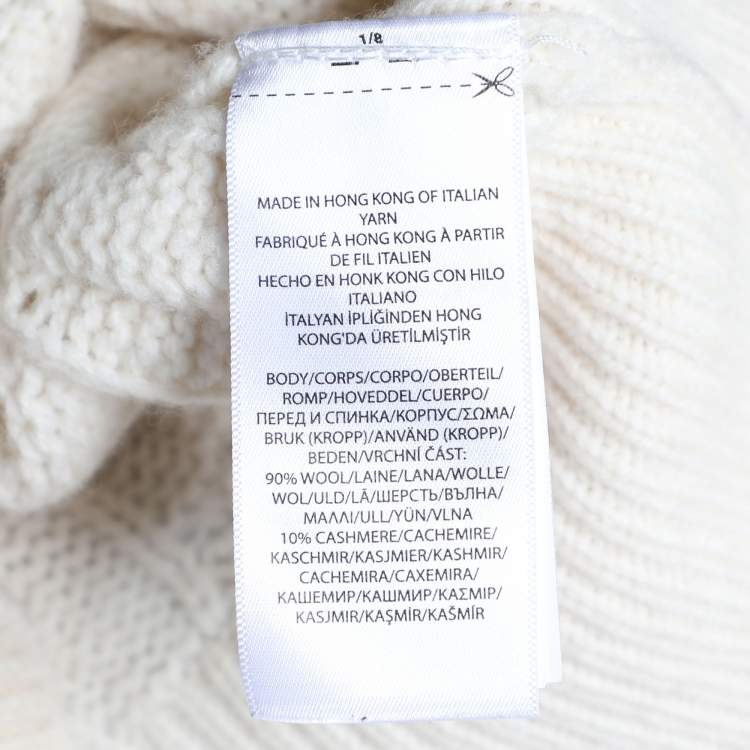 1/8
MADE IN HONG KONG OF ITALIAN
YARN
FABRIQUÉ À HONG KONG À PARTIR
DE FIL ITALIEN
HECHO EN HONK KONG CON HILO
ITALIANO
İTALYAN İPLİĞİNDEN HONG
KONG'DA ÜRETİLMİŞTİR
BODY/CORPS/CORPO/OBERTEIL/
ROMP/HOVEDDEL/CUERPO/
ПЕРЕД И СПИНКА/КОРПУС/ΣΩΜΑ/
BRUK (KROPP)/ANVÄND (KROPP)/
BEDEN/VRCHNÍ ČÁST:
90% WOOL/LAINE/LANA/WOLLE/
WOL/ULD/LÃ/ШЕРСТЬ/ВЪЛНА/
ΜΑΛΛΙ/ULL/YÜN/VLNA
10% CASHMERE/CACHEMIRE/
KASCHMIR/KASJMIER/KASHMIR/
CACHEMIRA/CAXEMIRA/
КАШЕМИР/КАШМИР/ΚΑΣΜΙΡ/
KASJMIR/KAŞMİR/KAŠMÍR